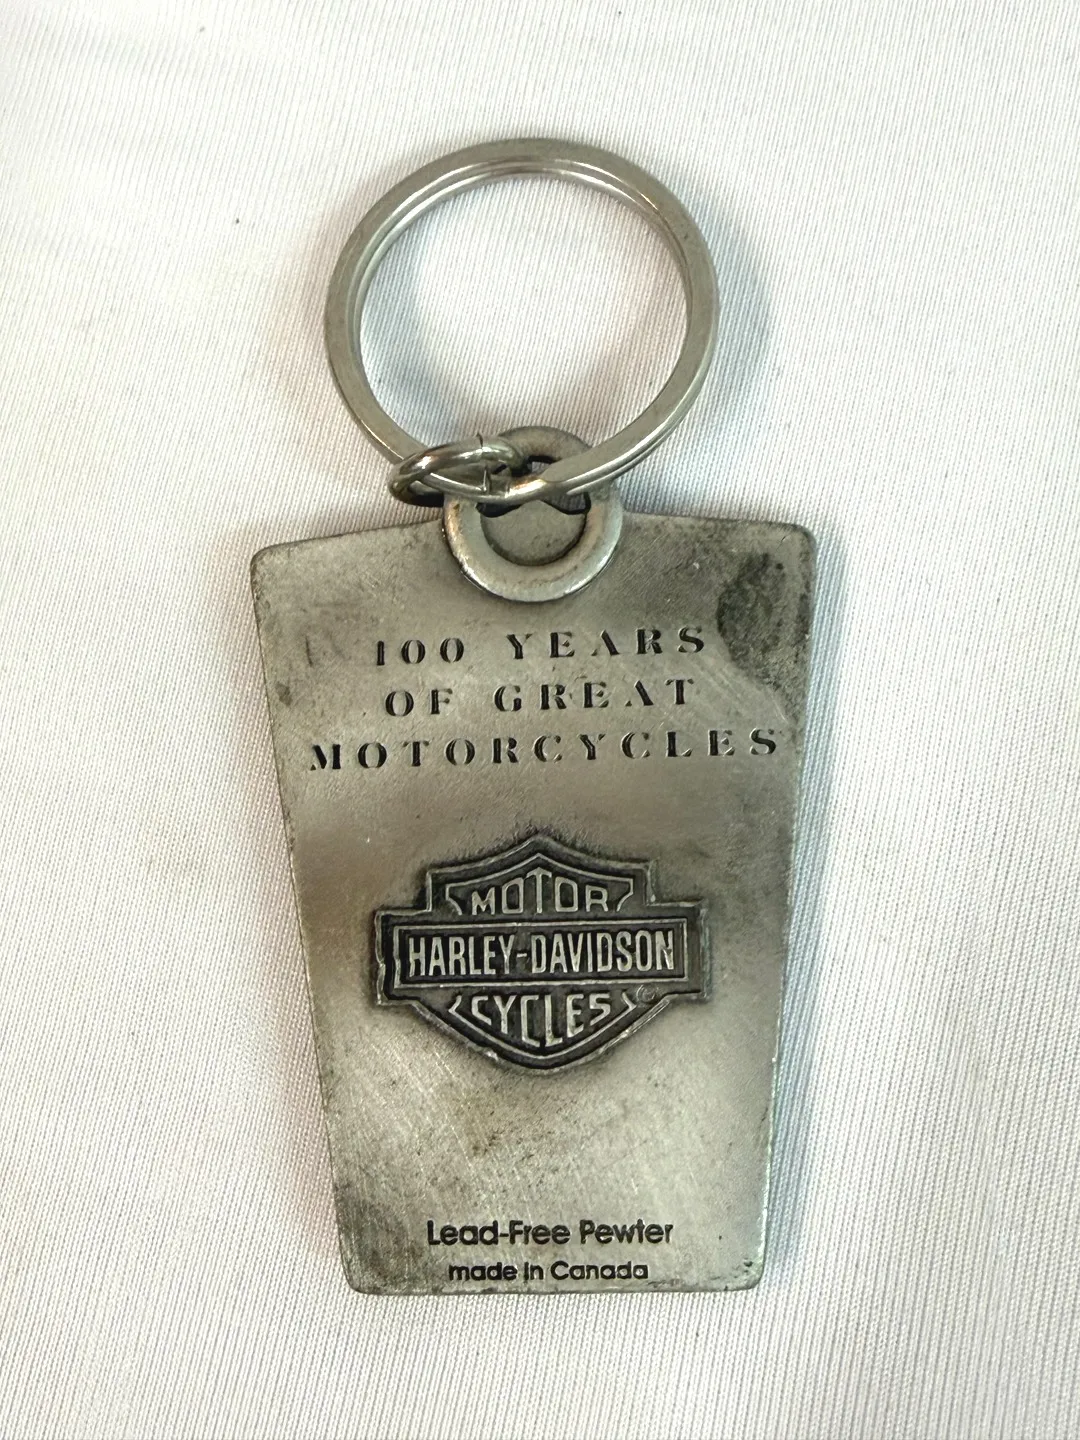 100 YEARS
OF GREAT
MOTORCYCLES
MOTOR
HARLEY-DAVIDSON
CYCLES ®
Lead-Free Pewter
made in Canada